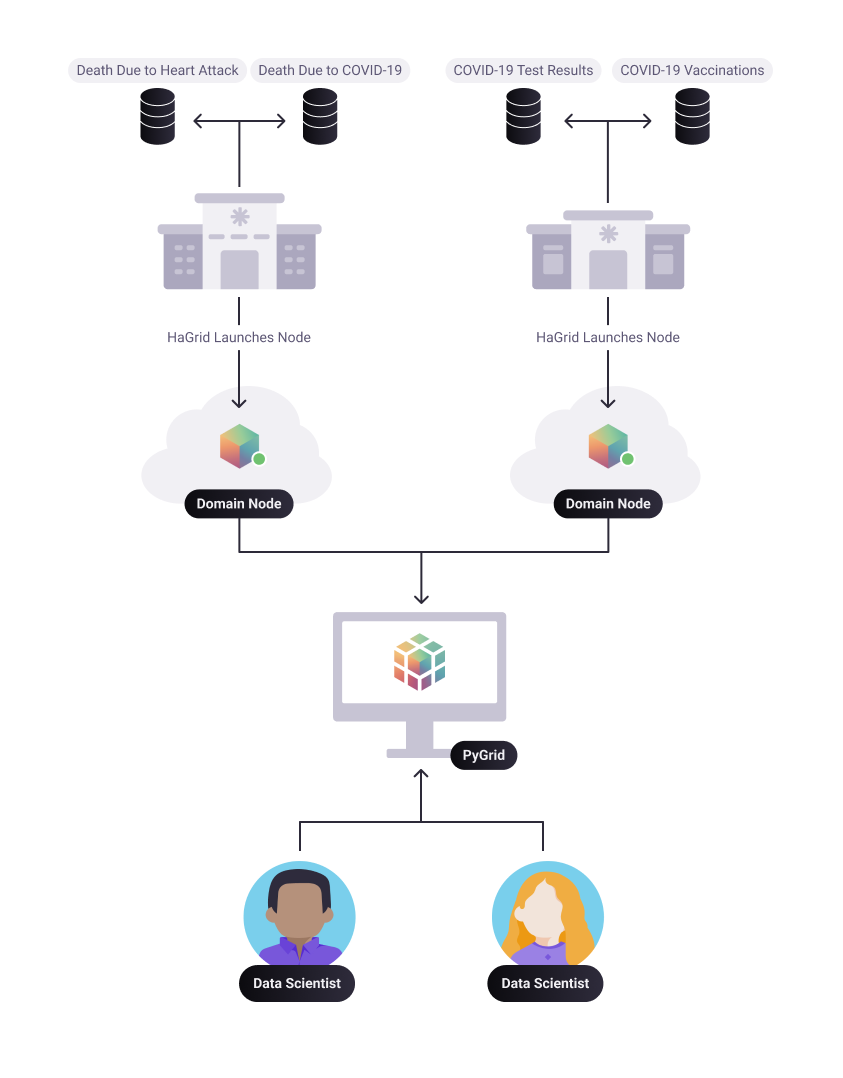 Death Due to Heart Attack
Death Due to COVID-19
COVID-19 Test Results
COVID-19 Vaccinations
HaGrid Launches Node
HaGrid Launches Node
Domain Node
Domain Node
PyGrid
Data Scientist
Data Scientist